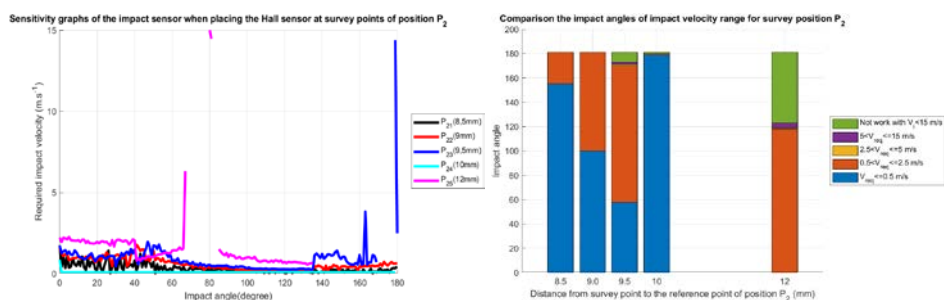 Sensitivity graphs of the impact sensor when placing the Hall sensor at survey points of position P2
15
10
5
0
0 20 40 60 80 100 120 140 160 180
Required impact velocity (m.s-1)
Impact angle(degree)
P21(8,5mm)
P22(9mm)
P23(9.5mm)
P24(10mm)
P25(12mm)
Comparison the impact angles of impact velocity range for survey position P2
200
180
160
140
120
100
80
60
40
20
0
8.5 9.0 9.5 10 12
Impact angle
Distance from survey point to the reference point of position P2 (mm)
Not work with Vr<15 m/s
5<Vreq<=15 m/s
2.5<Vreq<=5 m/s
0.5<Vreq<=2.5 m/s
Vreq<=0.5 m/s